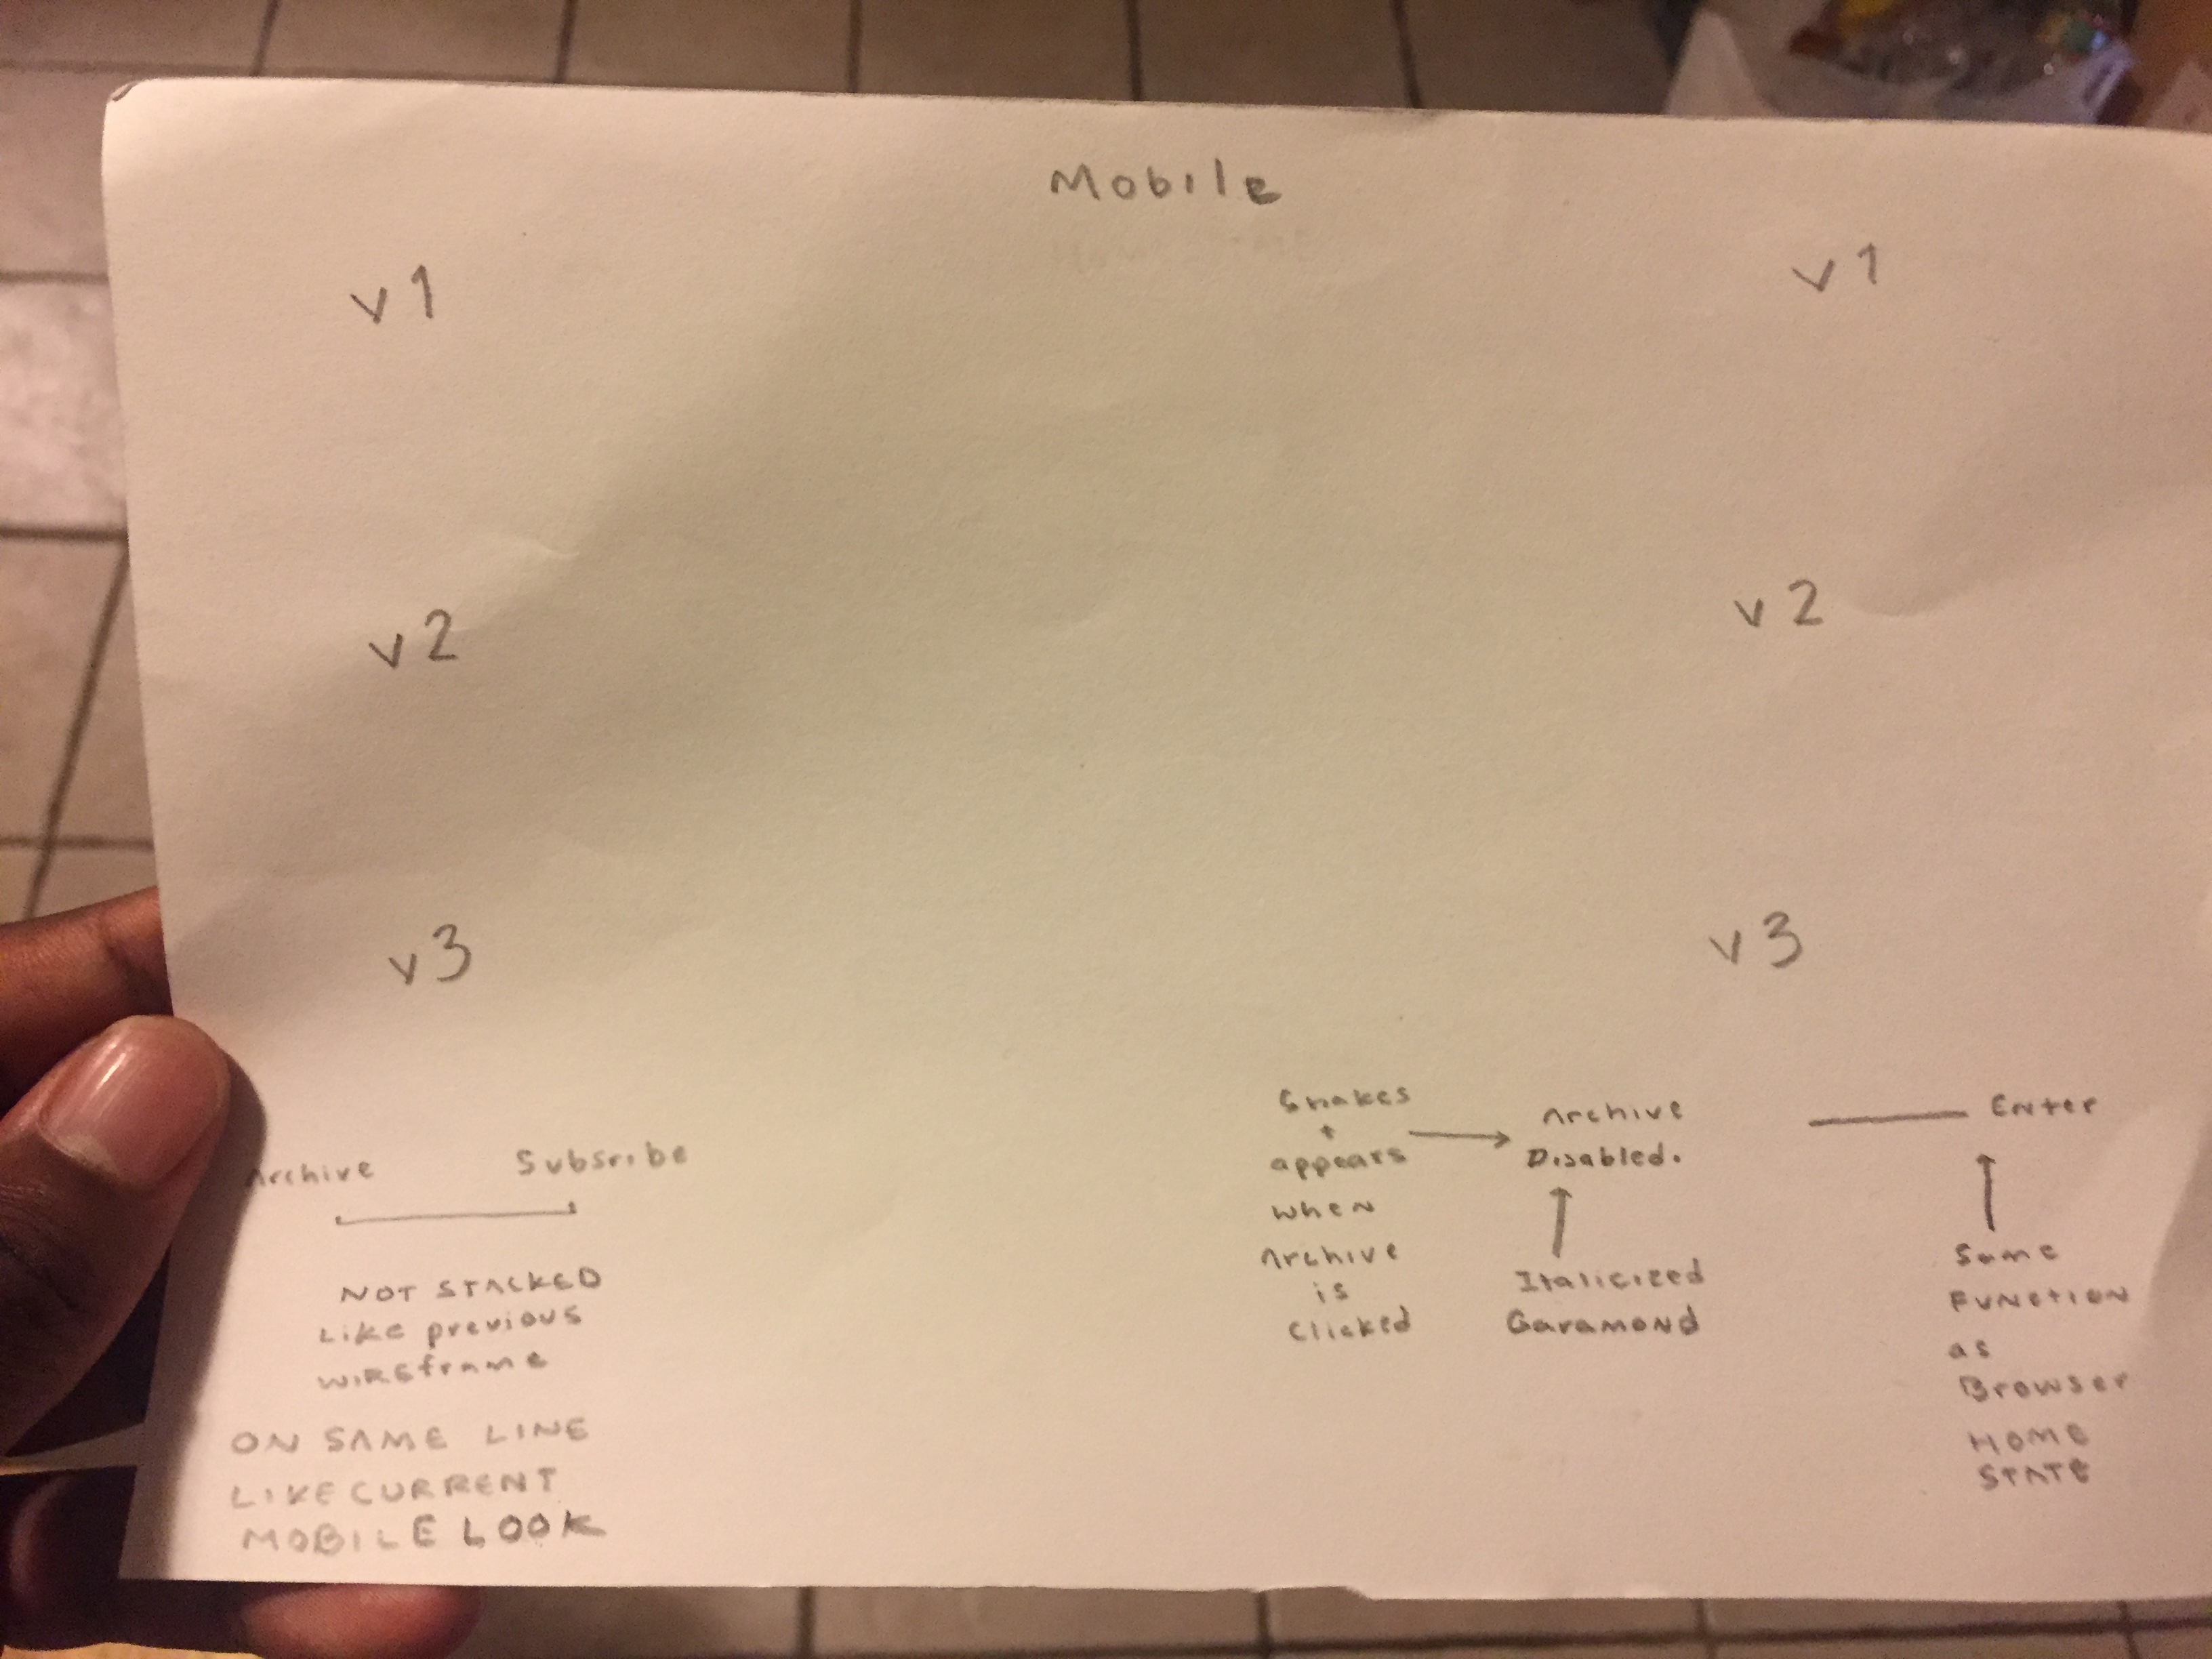 Mobile
v1
v1
v2
v2
v3
v3
Archive
Subsribe
NOT STACKED
Like previous
wireframe
ON SAME LINE
LIKE CURRENT
MOBILE LOOK
Shakes
+
appears
when
Archive
is
Clicked
Archive
Disabled.
Italicized
Garamond
Enter
Same
Function
as
Browser
HOME
STATE